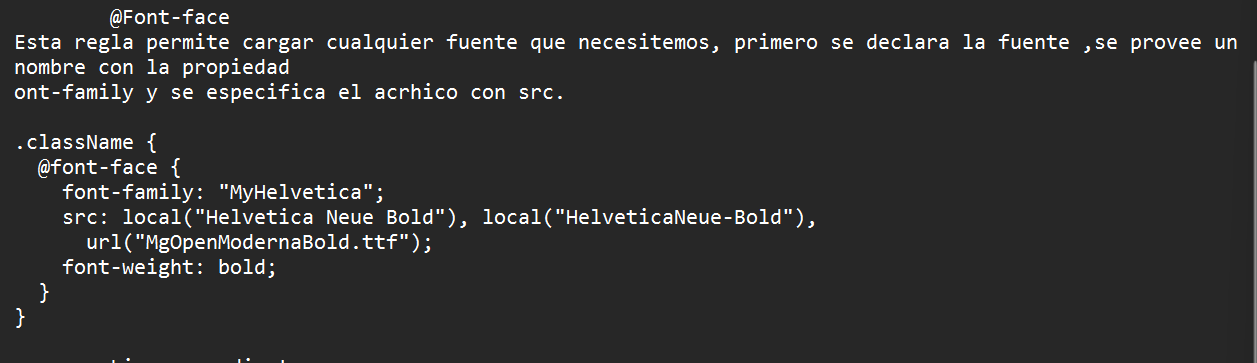 @Font-face
Esta regla permite cargar cualquier fuente que necesitemos, primero se declara la fuente ,se provee un
nombre con la propiedad
ont-family y se especifica el acrhico con src.
.className {
@font-face {
font-family: "MyHelvetica";
src: local("Helvetica Neue Bold"), local("HelveticaNeue-Bold"),
url("MgOpenModernaBold.ttf");
font-weight: bold;
}
}